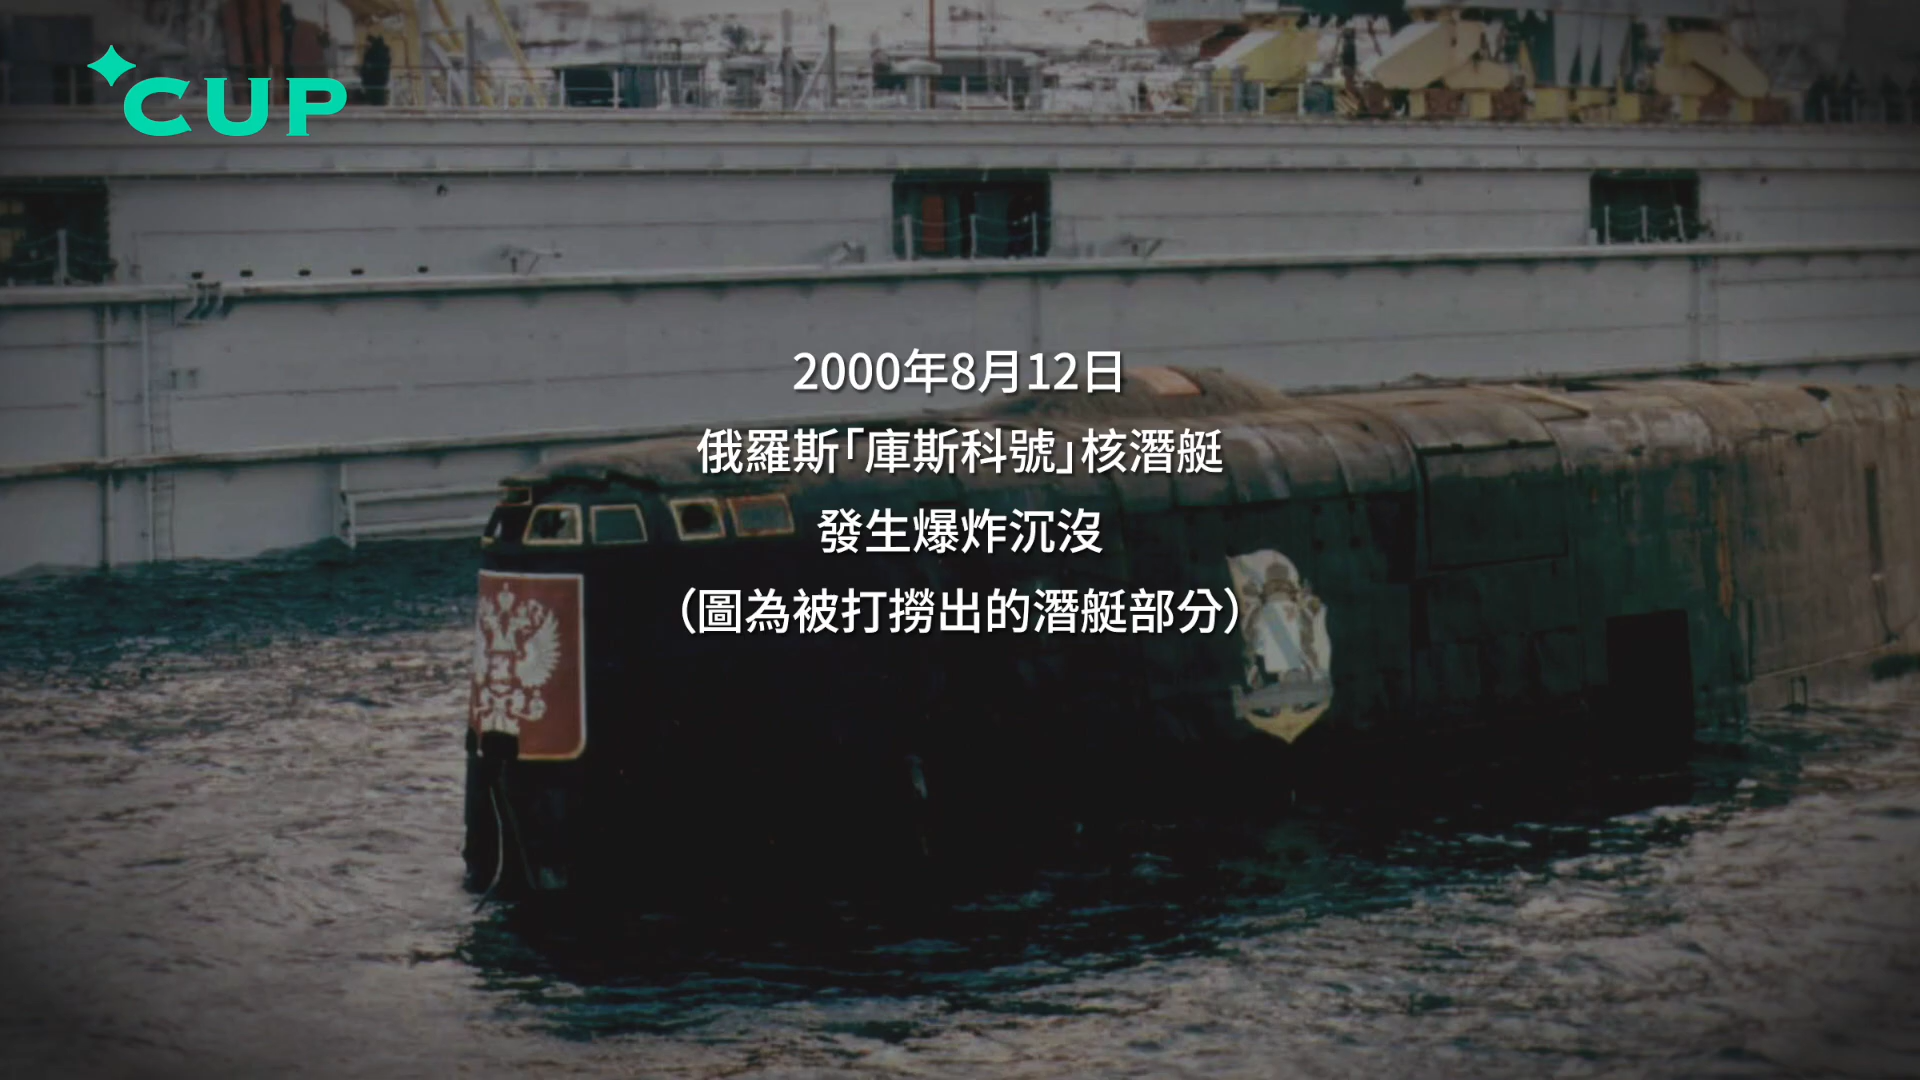 CUP
2000年8月12日
俄羅斯「庫斯科號」核潛艇
發生爆炸沉沒
（圖為被打撈出的潛艇部分）